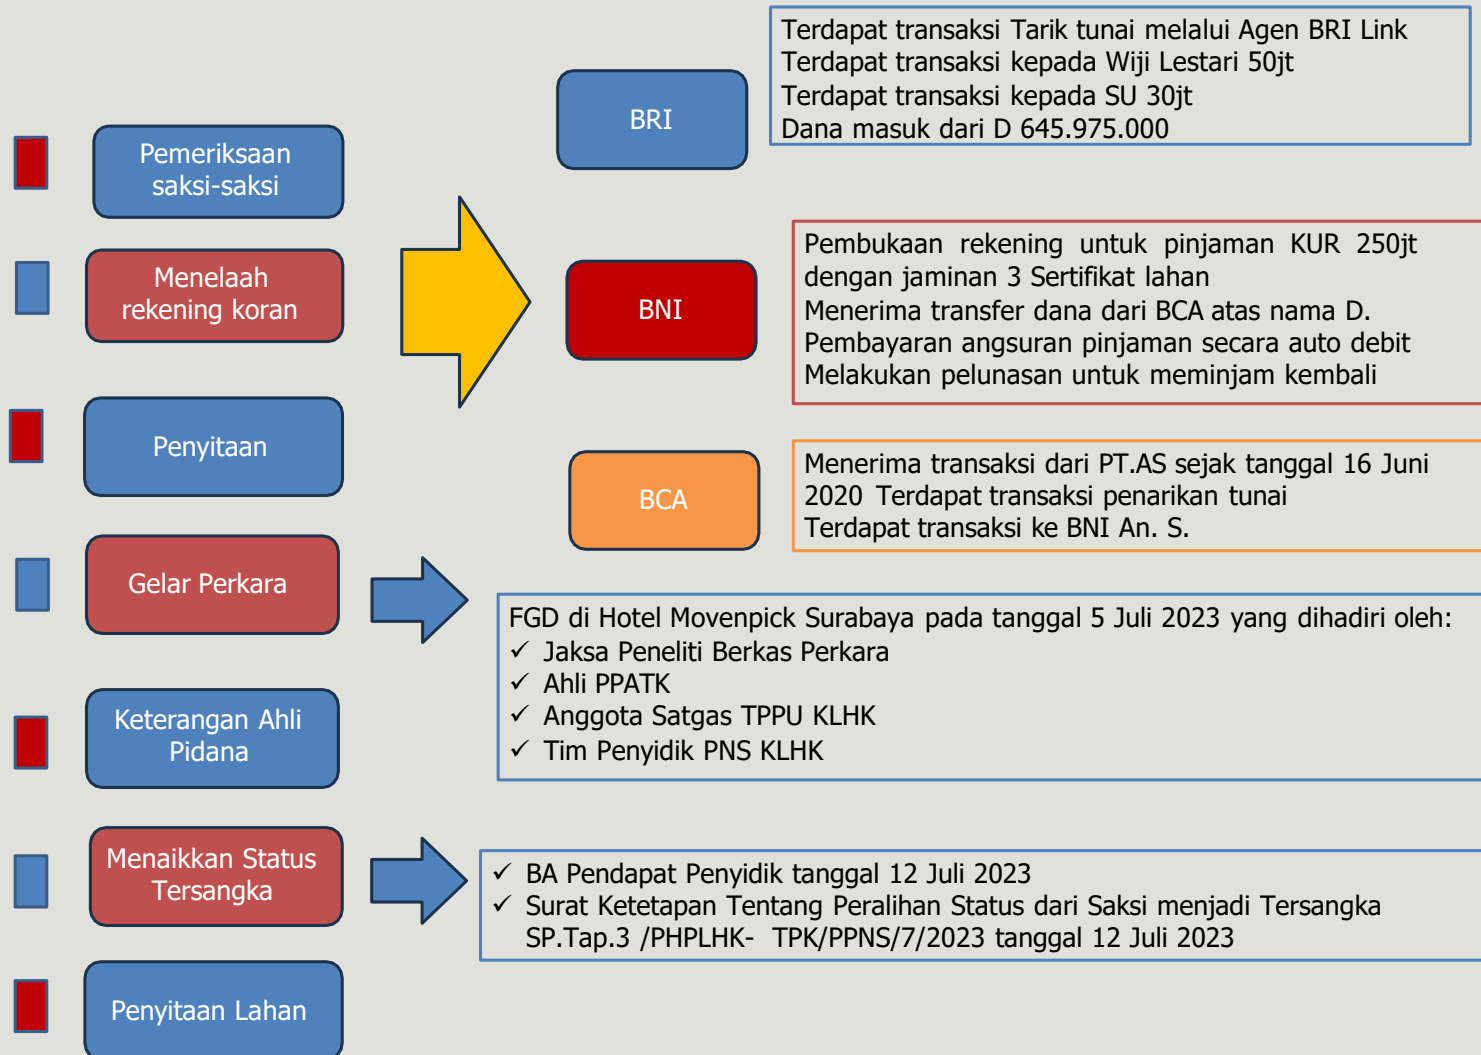 Pemeriksaan
saksi-saksi
Menelaah
rekening koran
Penyitaan
Gelar Perkara
Keterangan Ahli
Pidana
Menaikkan Status
Tersangka
Penyitaan Lahan
BRI
Terdapat transaksi Tarik tunai melalui Agen BRI Link
Terdapat transaksi kepada Wiji Lestari 50jt
Terdapat transaksi kepada SU 30jt
Dana masuk dari D 645.975.000
BNI
Pembukaan rekening untuk pinjaman KUR 250jt
dengan jaminan 3 Sertifikat lahan
Menerima transfer dana dari BCA atas nama D.
Pembayaran angsuran pinjaman secara auto debit
Melakukan pelunasan untuk meminjam kembali
BCA
Menerima transaksi dari PT.AS sejak tanggal 16 Juni
2020 Terdapat transaksi penarikan tunai
Terdapat transaksi ke BNI An. S.
FGD di Hotel Movenpick Surabaya pada tanggal 5 Juli 2023 yang dihadiri oleh:
✓ Jaksa Peneliti Berkas Perkara
✓ Ahli PPATK
✓ Anggota Satgas TPPU KLHK
✓ Tim Penyidik PNS KLHK
✓ BA Pendapat Penyidik tanggal 12 Juli 2023
✓ Surat Ketetapan Tentang Peralihan Status dari Saksi menjadi Tersangka
SP.Tap.3 /PHPLHK- TPK/PPNS/7/2023 tanggal 12 Juli 2023